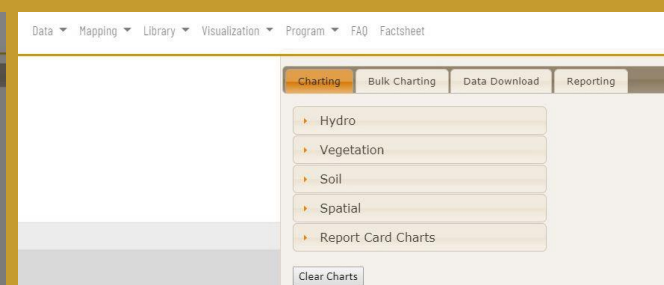 Data Mapping Library Visualization Program FAQ Factsheet
Charting Bulk Charting Data Download Reporting
Hydro
Vegetation
Soil
Spatial
Report Card Charts
Clear Charts